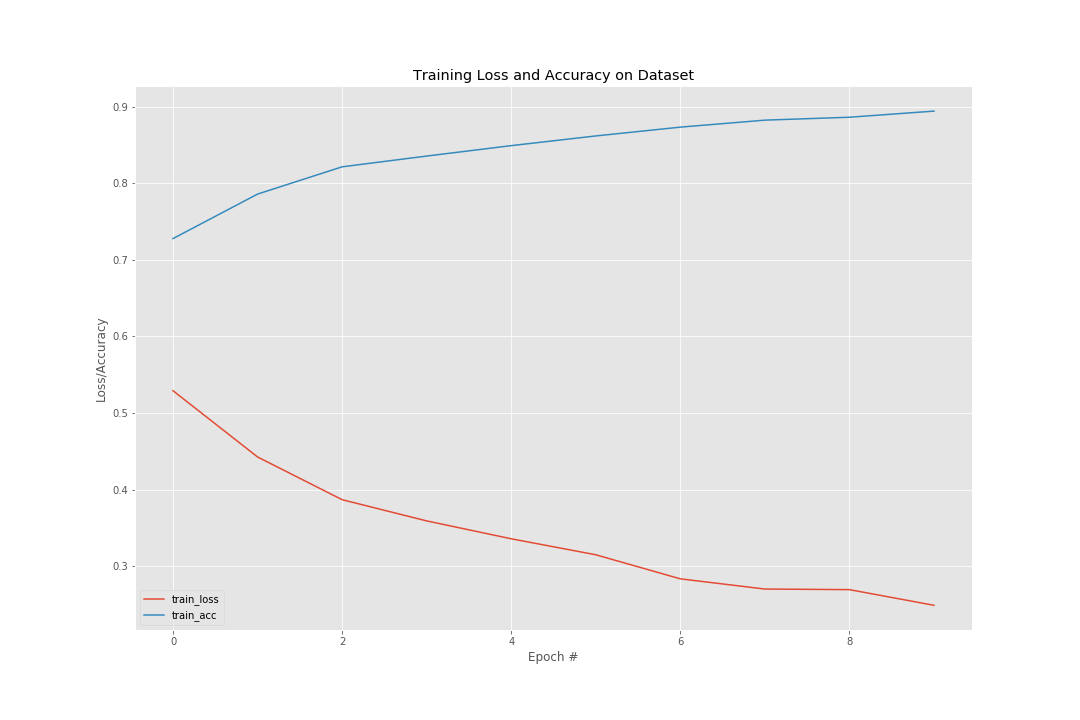 Training Loss and Accuracy on Dataset
0.9
0.8
0.7
0.6
0.5
0.4
0.3
Loss/Accuracy
train_loss
train_acc
0 2 4 6 8
Epoch #